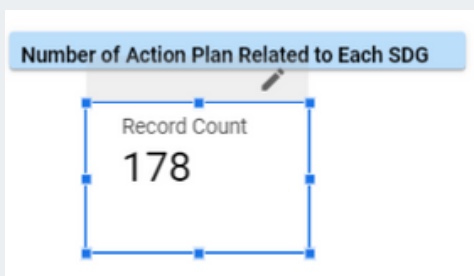 Number of Action Plan Related to Each SDG
Record Count
178